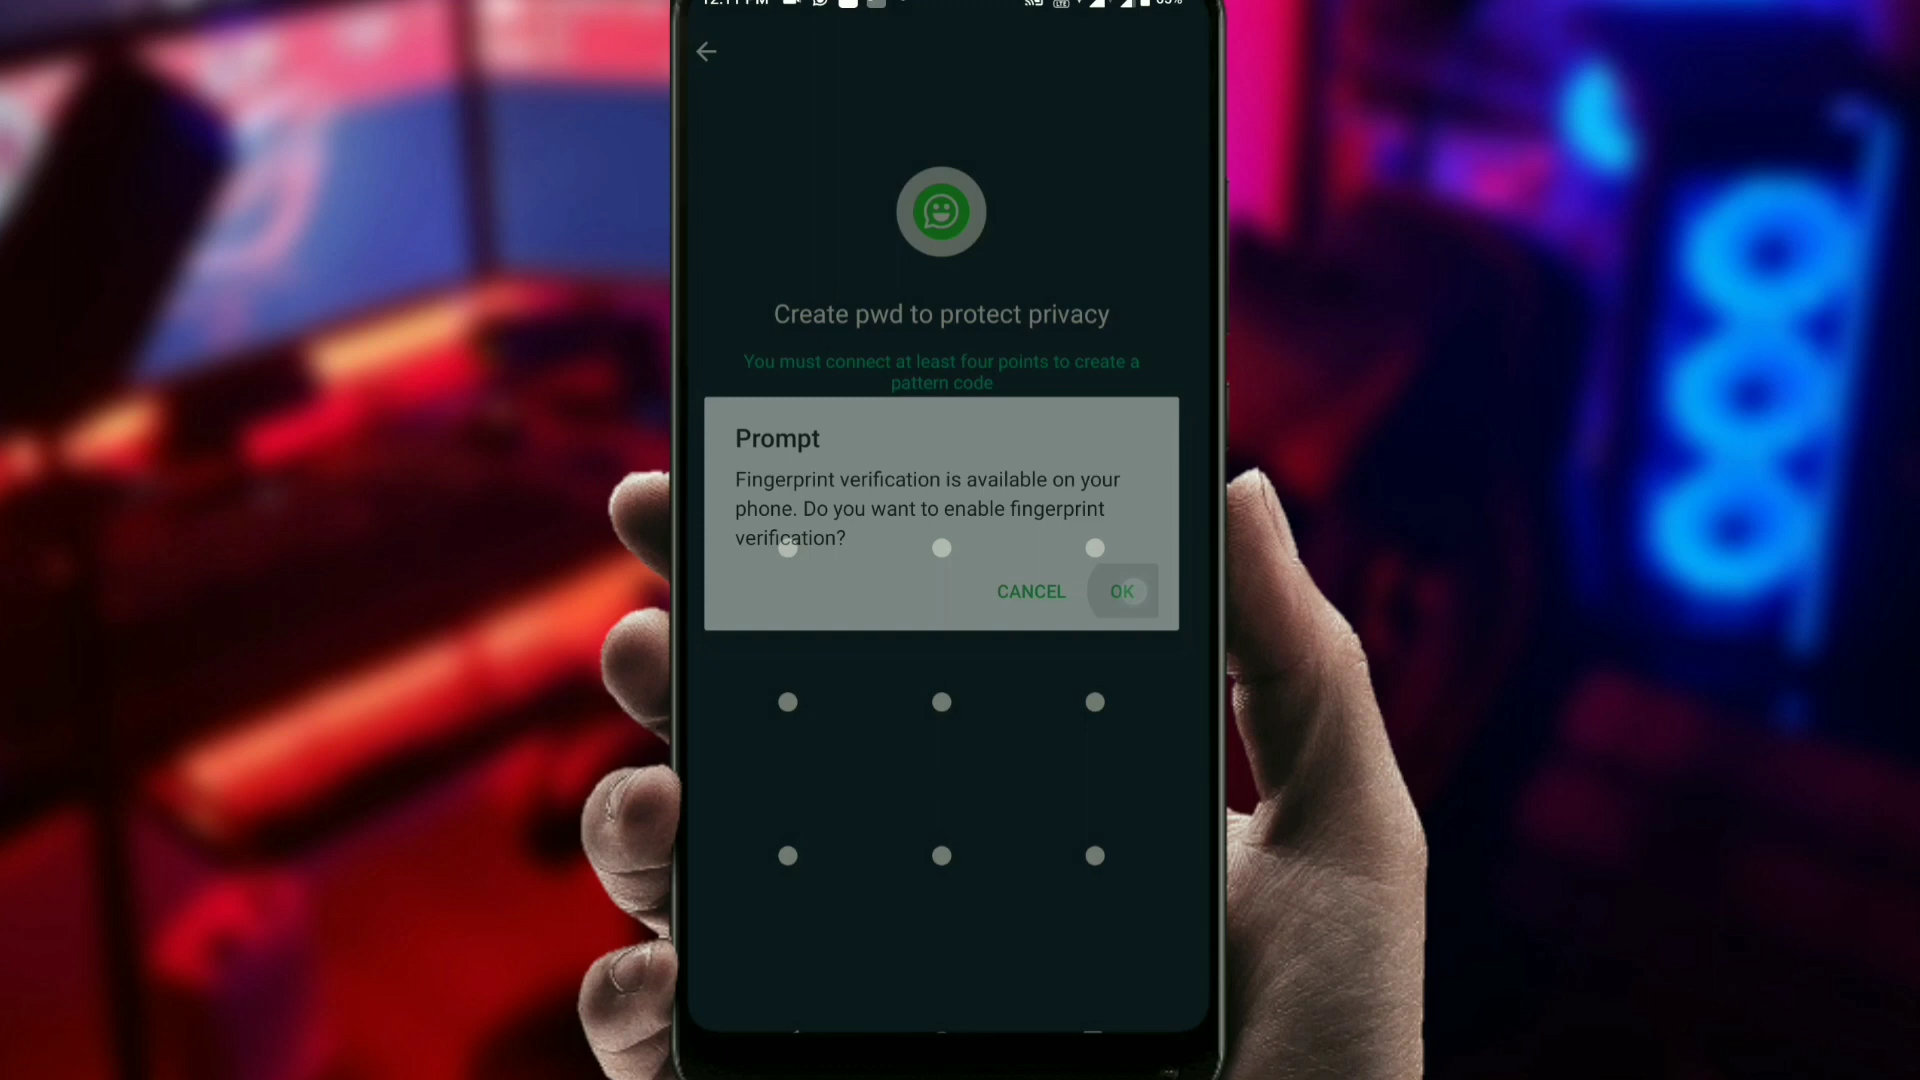 Create pwd to protect privacy
You must connect at least four points to create a
pattern code
Prompt
Fingerprint verification is available on your
phone. Do you want to enable fingerprint
verification?
CANCEL OK